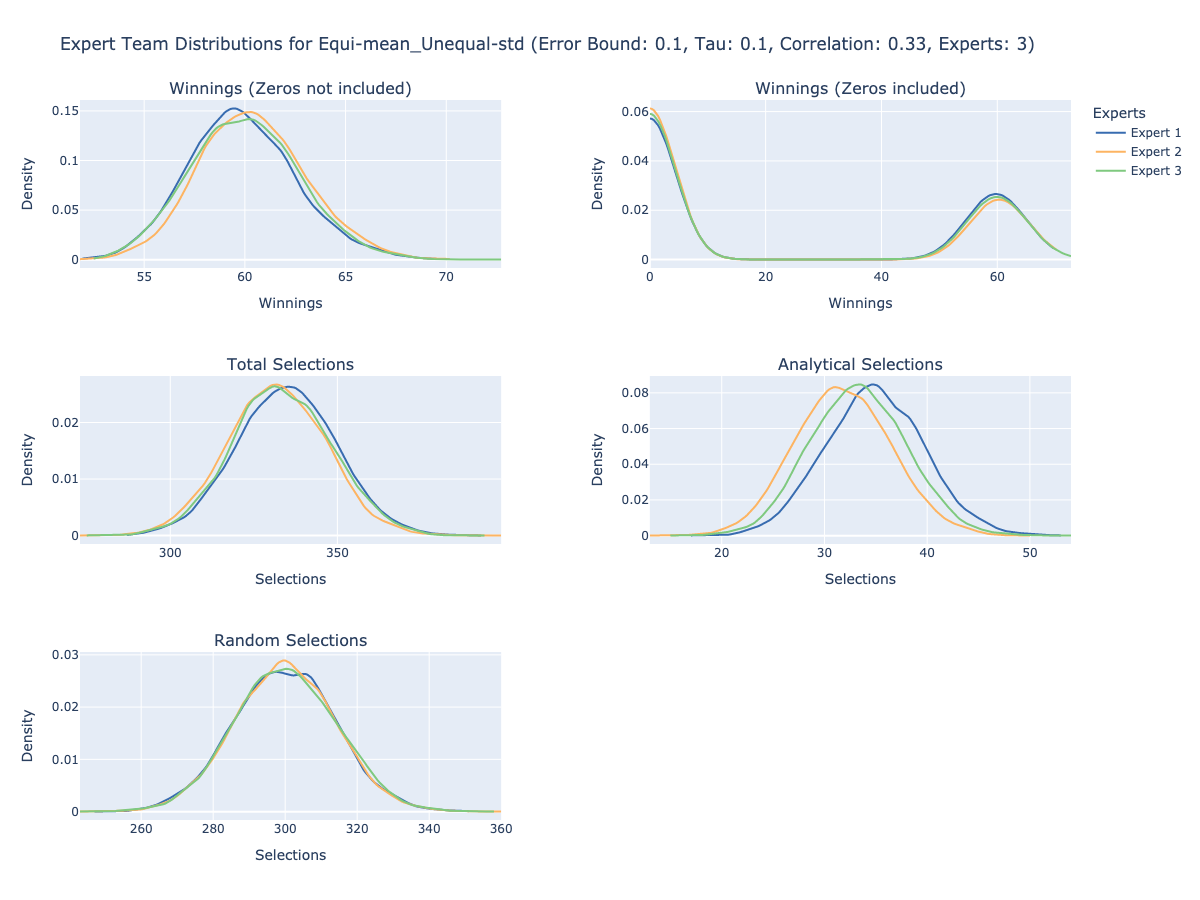 Expert Team Distributions for Equi-mean_Unequal-std (Error Bound: 0.1, Tau: 0.1, Correlation: 0.33, Experts: 3)
Winnings (Zeros not included)
0.15
0.1
0.05
0
Density
55 60 65 70
Winnings
Winnings (Zeros included)
0.06
0.04
0.02
0
Density
0 20 40 60
Winnings
Experts
Expert 1
Expert 2
Expert 3
Total Selections
0.02
0.01
0
Density
300 350
Selections
Analytical Selections
0.08
0.06
0.04
0.02
0
Density
20 30 40 50
Selections
Random Selections
0.03
0.02
0.01
0
Density
260 280 300 320 340 360
Selections